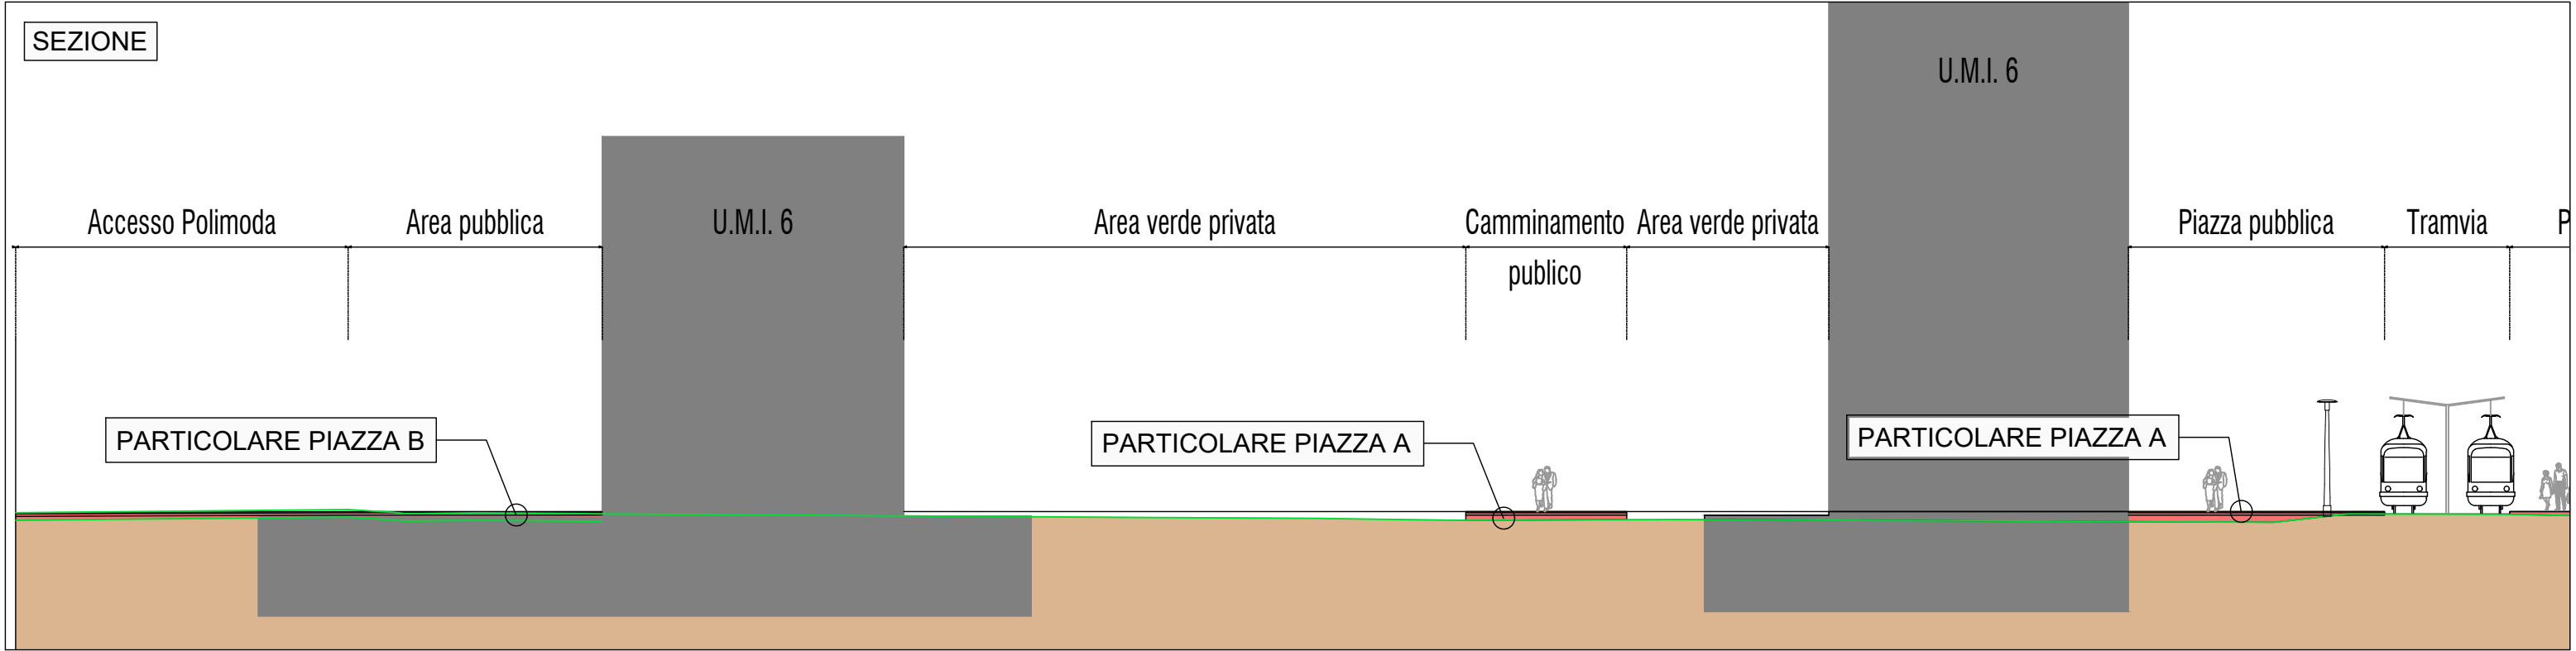 SEZIONE
U.M.I. 6
Accesso Polimoda
Area pubblica
U.M.I. 6
Area verde privata
Camminamento
publico
Area verde privata
Piazza pubblica
Tramvia
P
PARTICOLARE PIAZZA B
PARTICOLARE PIAZZA A
PARTICOLARE PIAZZA A